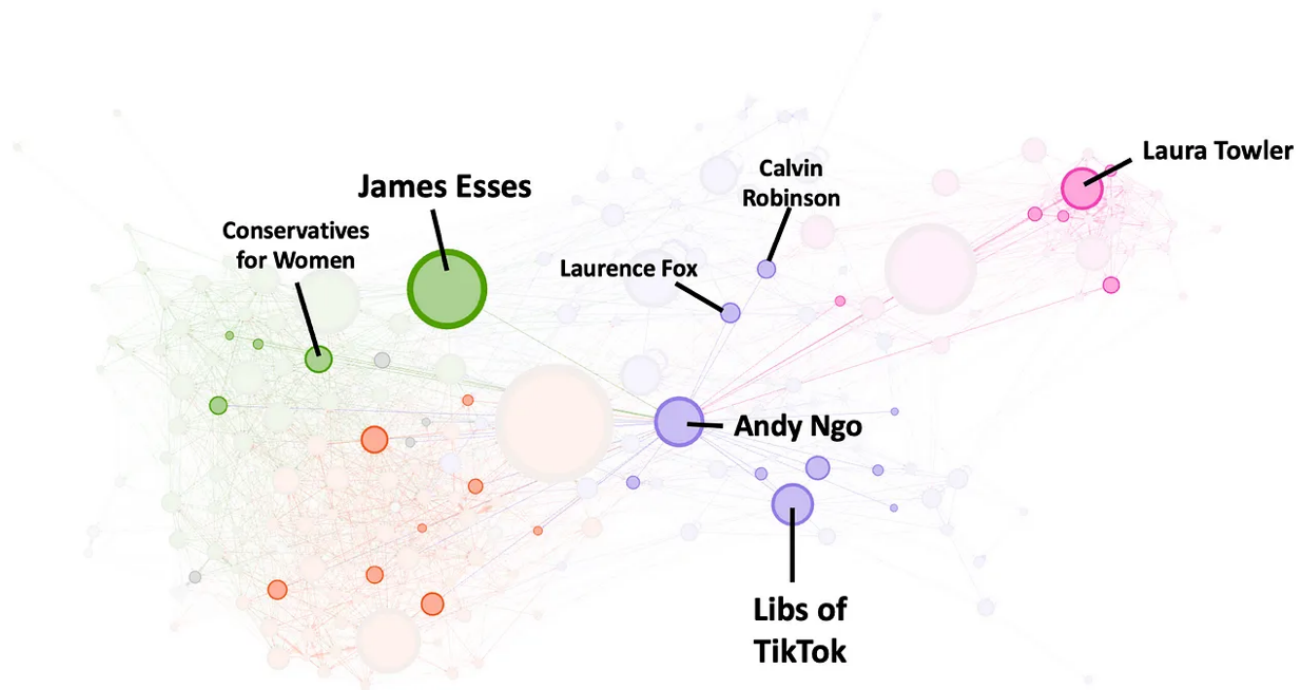 Laura Towler
Calvin
Robinson
James Esses
Conservatives
for Women
Laurence Fox
Andy Ngo
Libs of
TikTok